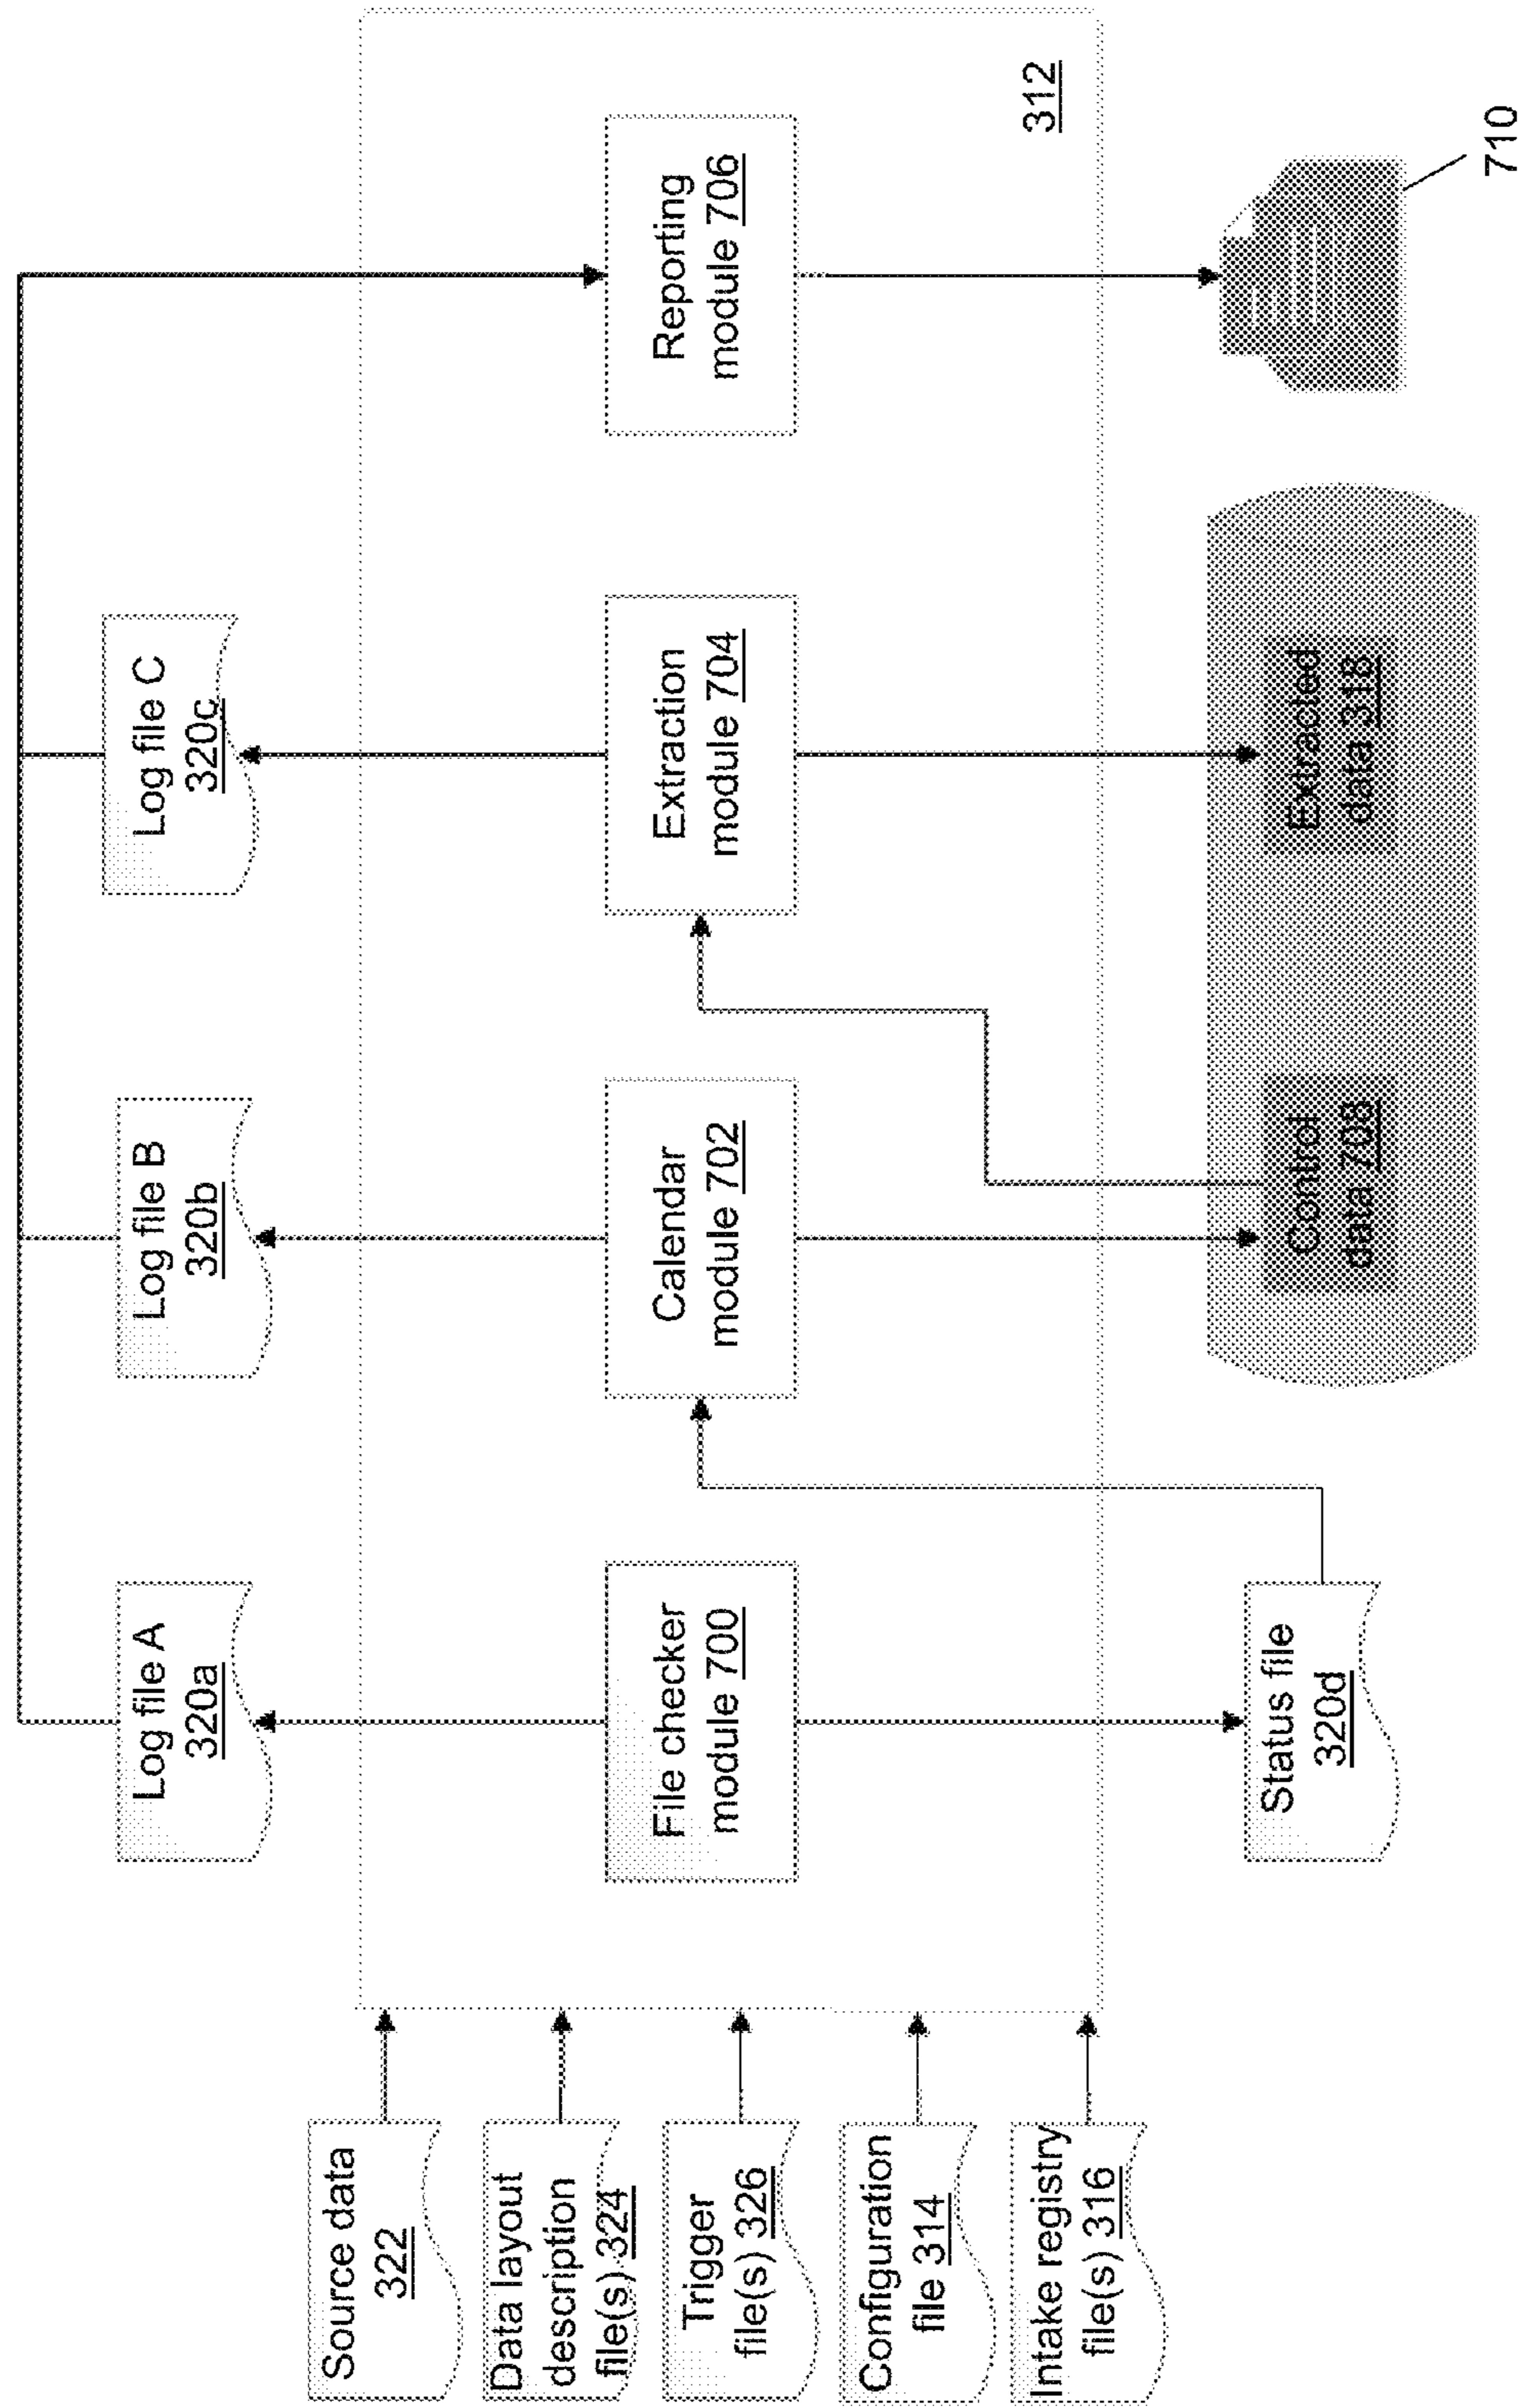 Log file A
320a
Log file B
320b
Log file C
320c
Source data
322
Data layout
description
file(s) 324
Trigger
file(s) 326
Configuration
file 314
Intake registry
file(s) 316
File checker
module 700
Calendar
module 702
Extraction
module 704
Reporting
module 706
312
Status file
320d
Control
data 708
Extracted
data 318
710